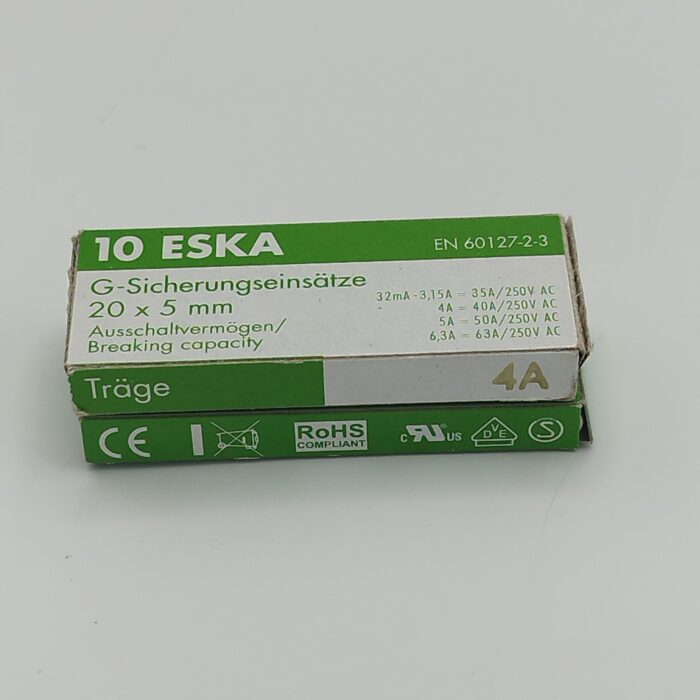 10 ESKA
EN 60127-2-3
G-Sicherungseinsätze
20 x 5 mm
Ausschaltvermögen/
Breaking capacity
32mA - 3,15A = 35A/250V AC
4A = 40A/250V AC
5A = 50A/250V AC
6,3A = 63A/250V AC
Träge
4A
CE
RoHS
COMPLIANT
c RU US
VDE
S